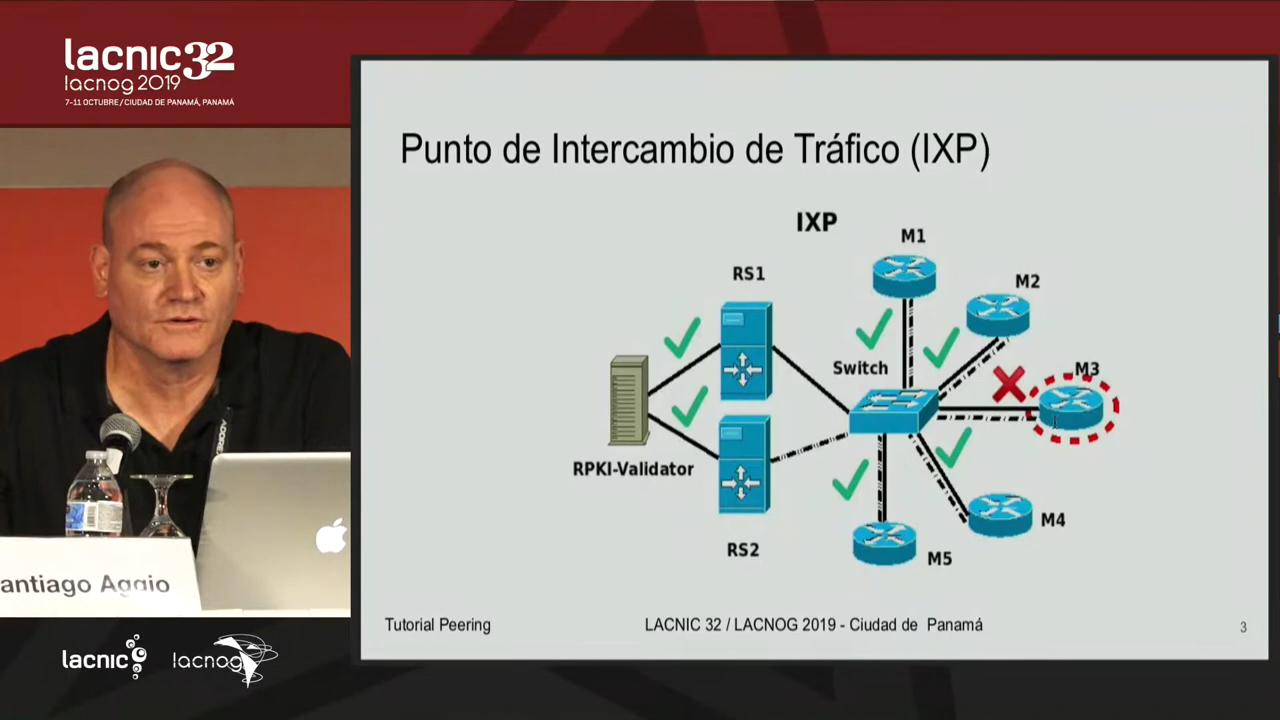 lacnic32
lacnog 2019
7-11 OCTUBRE / CIUDAD DE PANAMÁ, PANAMÁ
Punto de Intercambio de Tráfico (IXP)
IXP
M1
RS1
M2
Switch
M3
RPKI-Validator
M4
RS2
M5
antiago Aggio
Tutorial Peering
LACNIC 32 / LACNOG 2019 - Ciudad de Panamá
3
lacnic
lacnog